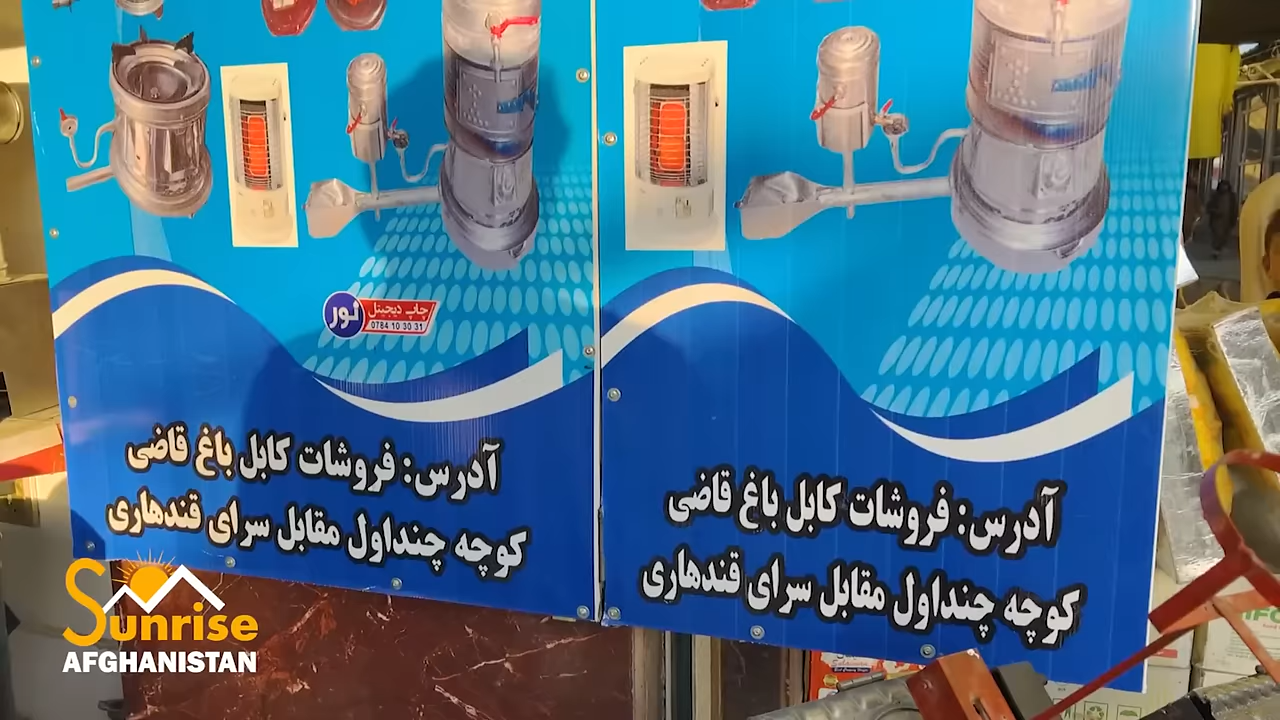 نور
چاپ دیجیتل
0784 10 30 31
آدرس: فروشات کابل باغ قاضی
کوچه چنداول مقابل سرای قندهاری
آدرس: فروشات کابل باغ قاضی
کوچه چنداول مقابل سرای قندهاری
Sunrise
AFGHANISTAN